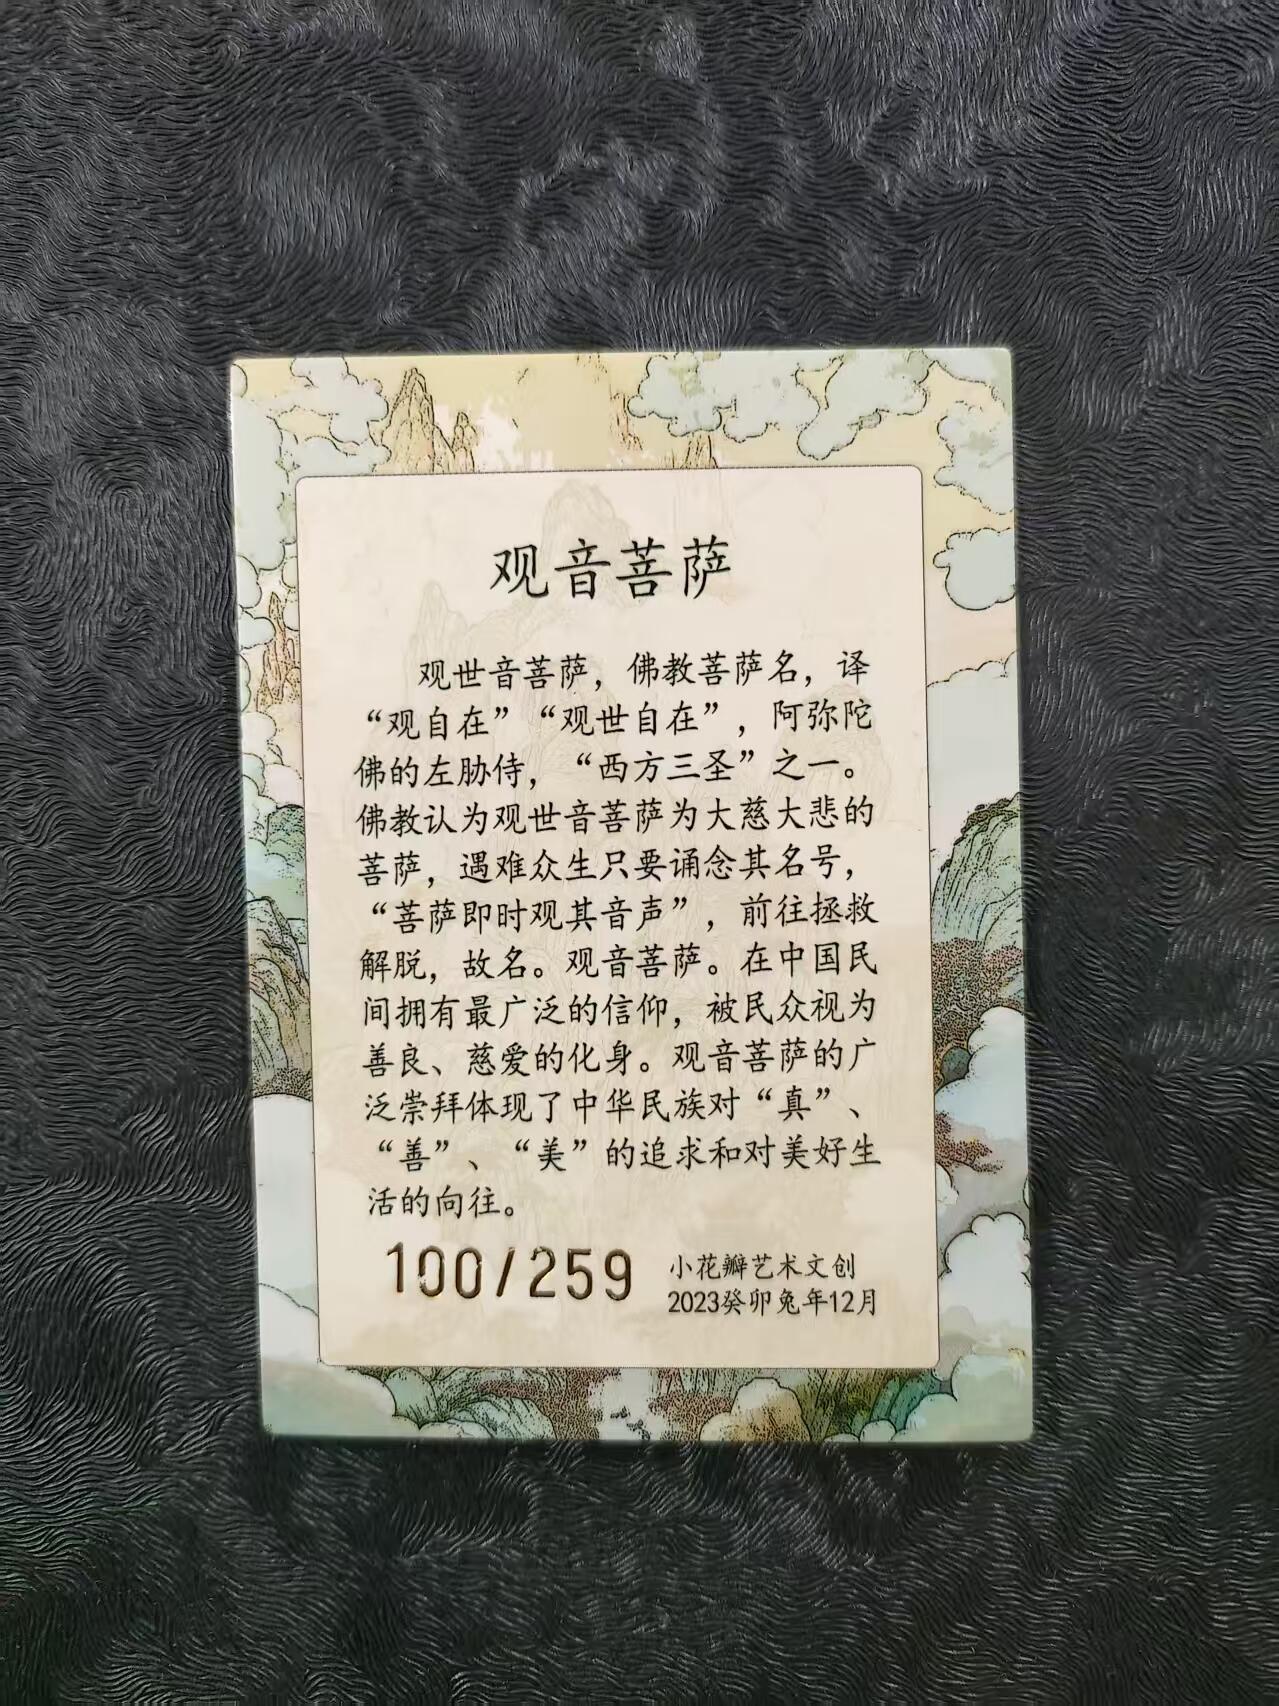 观音菩萨
观世音菩萨，佛教菩萨名，译
“观自在”“观世自在”，阿弥陀
佛的左胁侍，“西方三圣”之一。
佛教认为观世音菩萨为大慈大悲的
菩萨，遇难众生只要诵念其名号，
“菩萨即时观其音声”，前往拯救
解脱，故名。观音菩萨。在中国民
间拥有最广泛的信仰，被民众视为
善良、慈爱的化身。观音菩萨的广
泛崇拜体现了中华民族对“真”、
“善”、“美”的追求和对美好生
活的向往。
100/259
小花瓣艺术文创
2023癸卯兔年12月